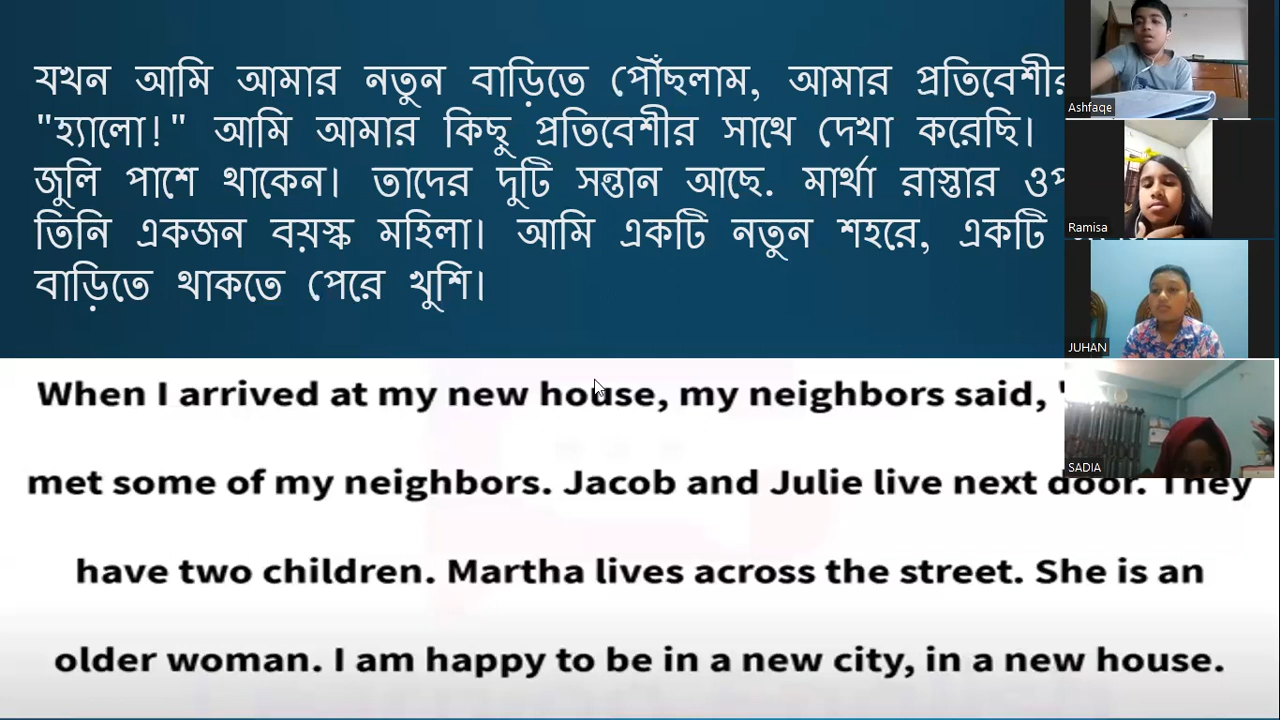 যখন আমি আমার নতুন বাড়িতে পৌঁছলাম, আমার
"হ্যালো!" আমি আমার কিছু প্রতিবেশীর সাথে দেখা করেছি।
জুলি পাশে থাকেন। তাদের দুটি সন্তান আছে. মার্থা রাস্তার
তিনি একজন বয়স্ক মহিলা। আমি একটি নতুন শহরে, একটি
বাড়িতে থাকতে পেরে খুশি।
Ashfaqe
Ramisa
JUHAN
SADIA
When I arrived at my new house, my neighbors said,
met some of my neighbors. Jacob and Julie live next door. They
have two children. Martha lives across the street. She is an
older woman. I am happy to be in a new city, in a new house.